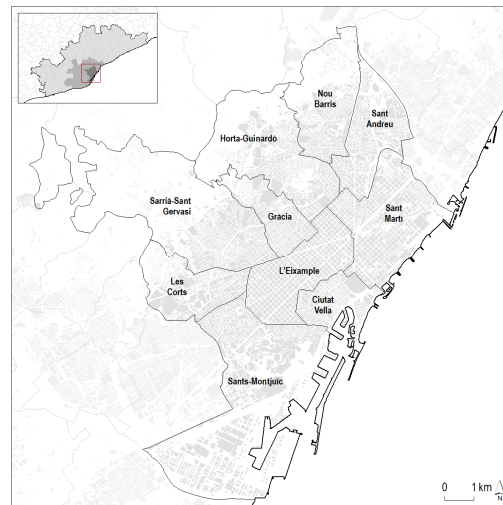 Nou
Barris
Sant
Andreu
Horta-Guinardó
Sarrià-Sant
Gervasi
Gràcia
Sant
Martí
L'Eixample
Les
Corts
Ciutat
Vella
Sants-Montjuïc
0 1 km
N